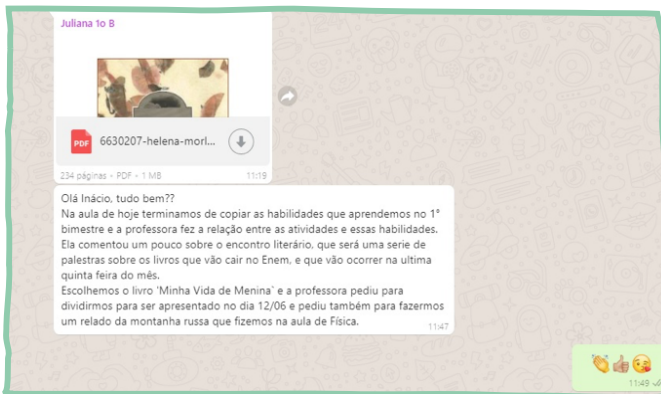 Juliana 1o B
PDF
6630207-helena-morl...
234 páginas • PDF • 1 MB
11:19
Olá Inácio, tudo bem??
Na aula de hoje terminamos de copiar as habilidades que aprendemos no 1°
bimestre e a professora fez a relação entre as atividades e essas habilidades.
Ela comentou um pouco sobre o encontro literário, que será uma serie de
palestras sobre os livros que vão cair no Enem, e que vão ocorrer na ultima
quinta feira do mês.
Escolhemos o livro 'Minha Vida de Menina` e a professora pediu para
dividirmos para ser apresentado no dia 12/06 e pediu também para fazermos
um relado da montanha russa que fizemos na aula de Física.
11:47
👏👍😘
11:49